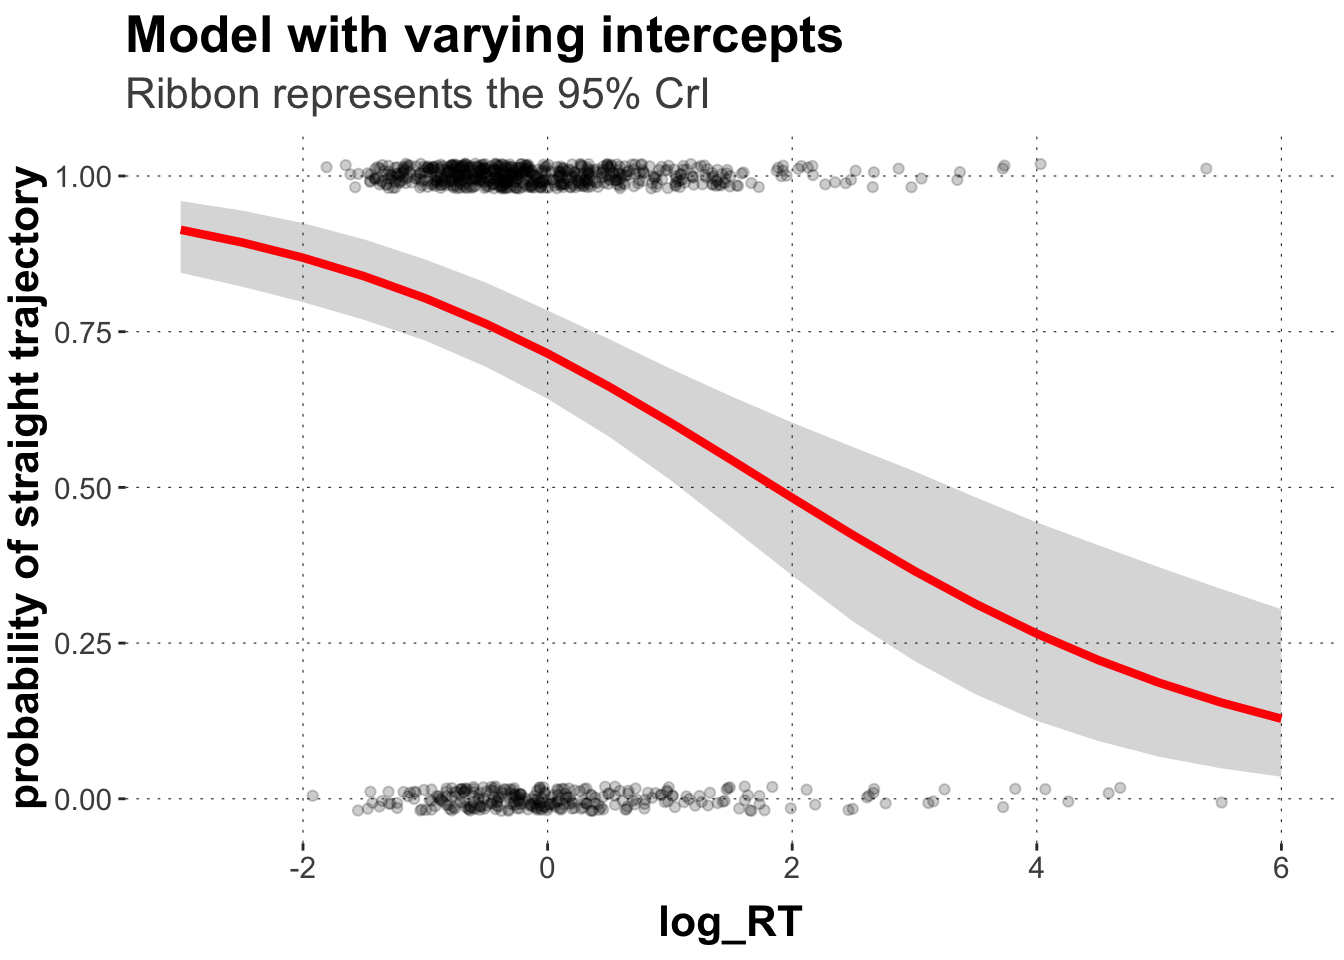 Model with varying intercepts
Ribbon represents the 95% CrI
probability of straight trajectory
1.00
0.75
0.50
0.25
0.00
-2
0
2
4
6
log_RT